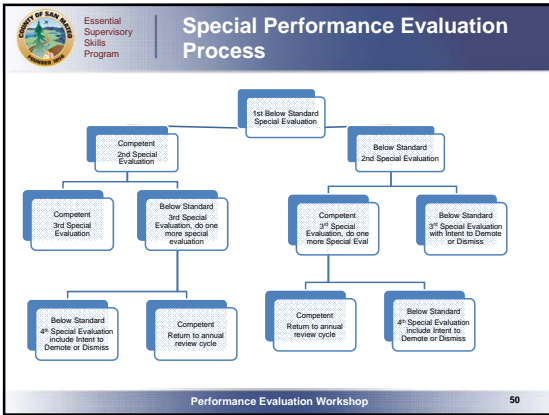 COUNTY OF SAN MATEO
FOUNDED 1856
Essential
Supervisory
Skills
Program
Special Performance Evaluation
Process
1st Below Standard
Special Evaluation
Competent
2nd Special
Evaluation
Below Standard
2nd Special Evaluation
Competent
3rd Special
Evaluation
Below Standard
3rd Special
Evaluation, do one
more special
evaluation
Competent
3rd Special
Evaluation, do one
more Special Eval
Below Standard
3rd Special Evaluation
with Intent to Demote
or Dismiss
Below Standard
4th Special Evaluation
include Intent to
Demote or Dismiss
Competent
Return to annual
review cycle
Competent
Return to annual
review cycle
Below Standard
4th Special Evaluation
include Intent to
Demote or Dismiss
Performance Evaluation Workshop
50